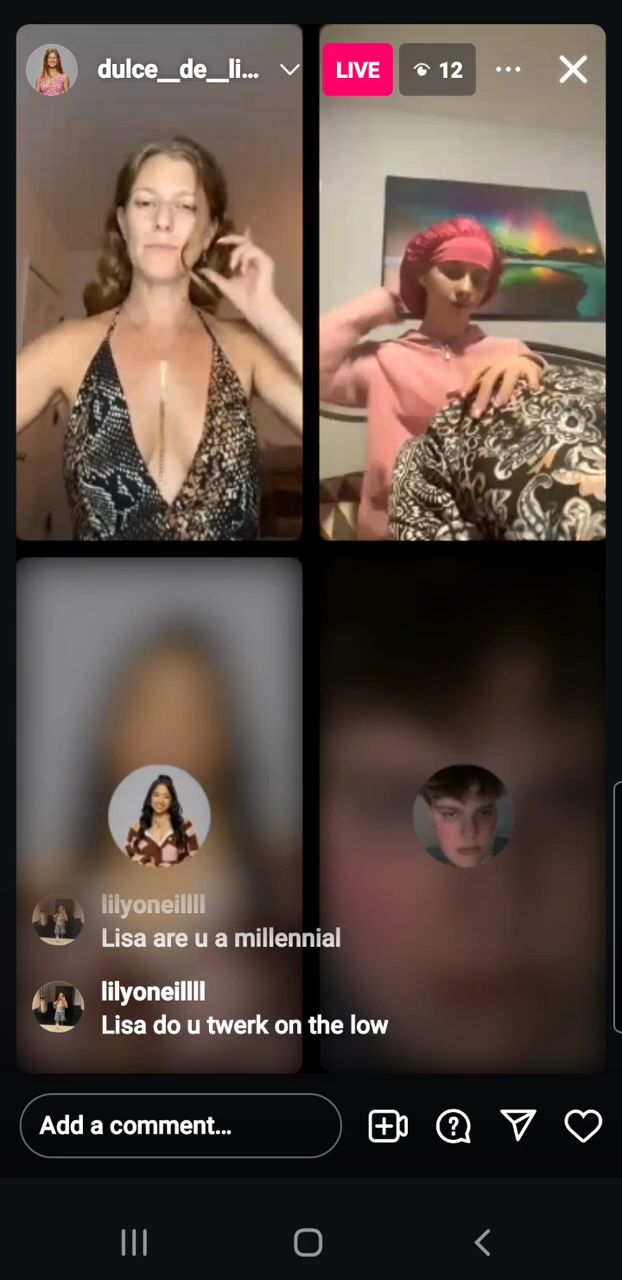 dulce__de__li...
LIVE
12
lilyoneillll
Lisa are u a millennial
lilyoneillll
Lisa do u twerk on the low
Add a comment...